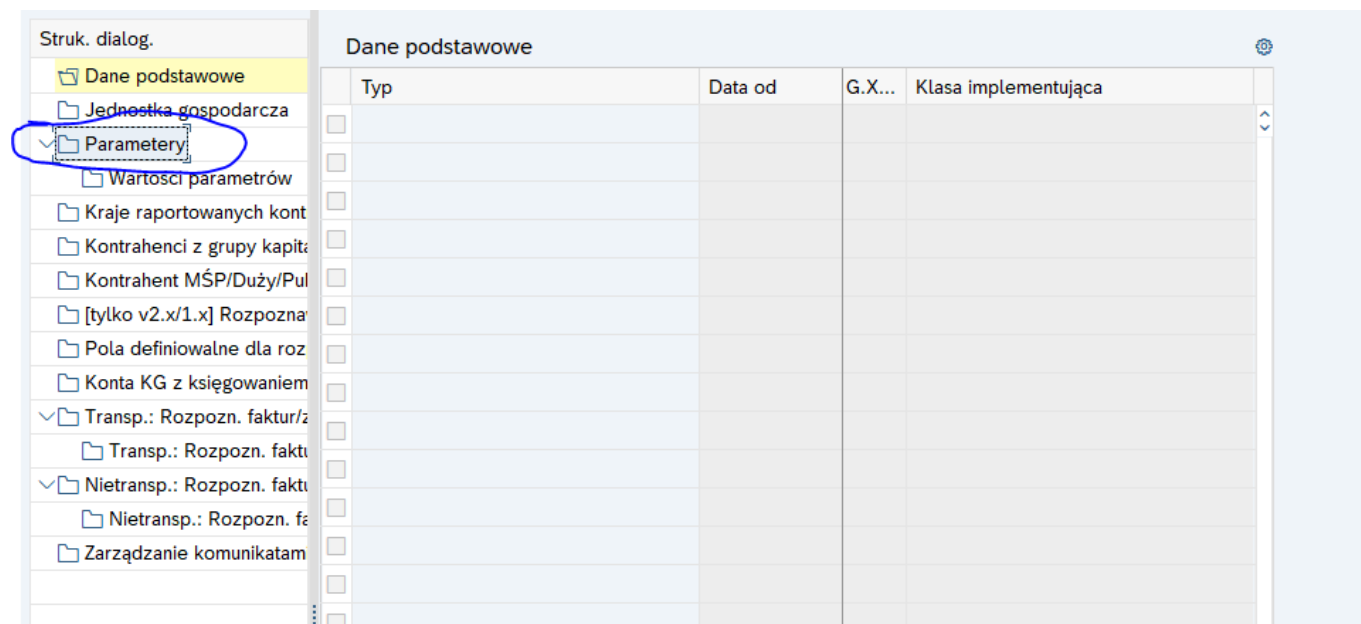 Struk. dialog.
Dane podstawowe
Jednostka gospodarcza
Parametery
Wartości parametrów
Kraje raportowanych kont
Kontrahenci z grupy kapita
Kontrahent MŚP/Duży/Pul
[tylko v2.x/1.x] Rozpozna
Pola definiowalne dla roz
Konta KG z księgowaniem
Transp.: Rozpozn. faktur/z
Transp.: Rozpozn. faktu
Nietransp.: Rozpozn. faktu
Nietransp.: Rozpozn. fa
Zarządzanie komunikatam
Dane podstawowe
Typ Data od G.X... Klasa implementująca